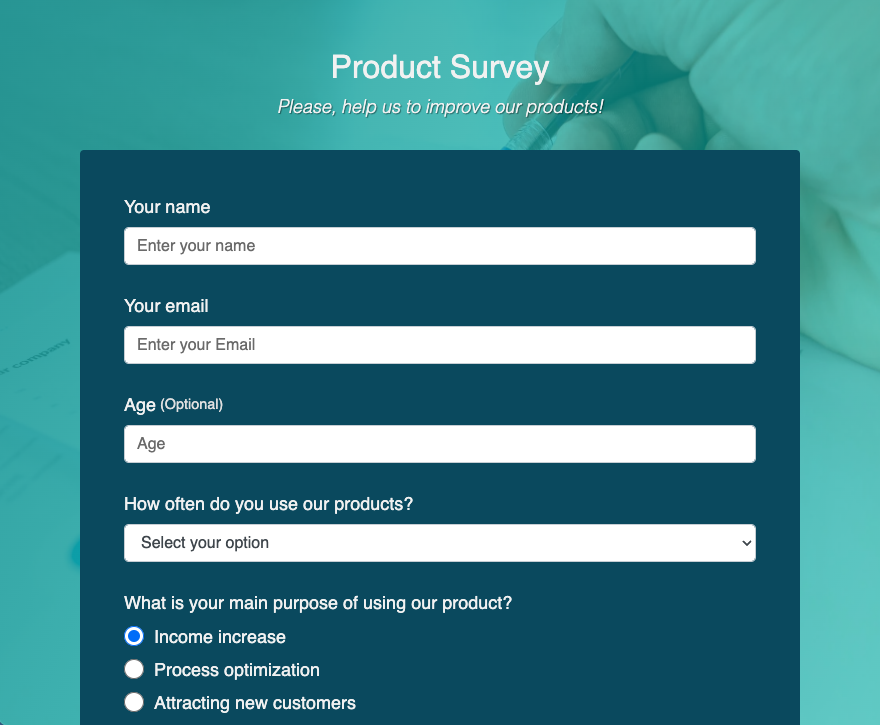 Product Survey
Please, help us to improve our products!
Your name
Enter your name
Your email
Enter your Email
Age (Optional)
Age
How often do you use our products?
Select your option
What is your main purpose of using our product?
Income increase
Process optimization
Attracting new customers
company